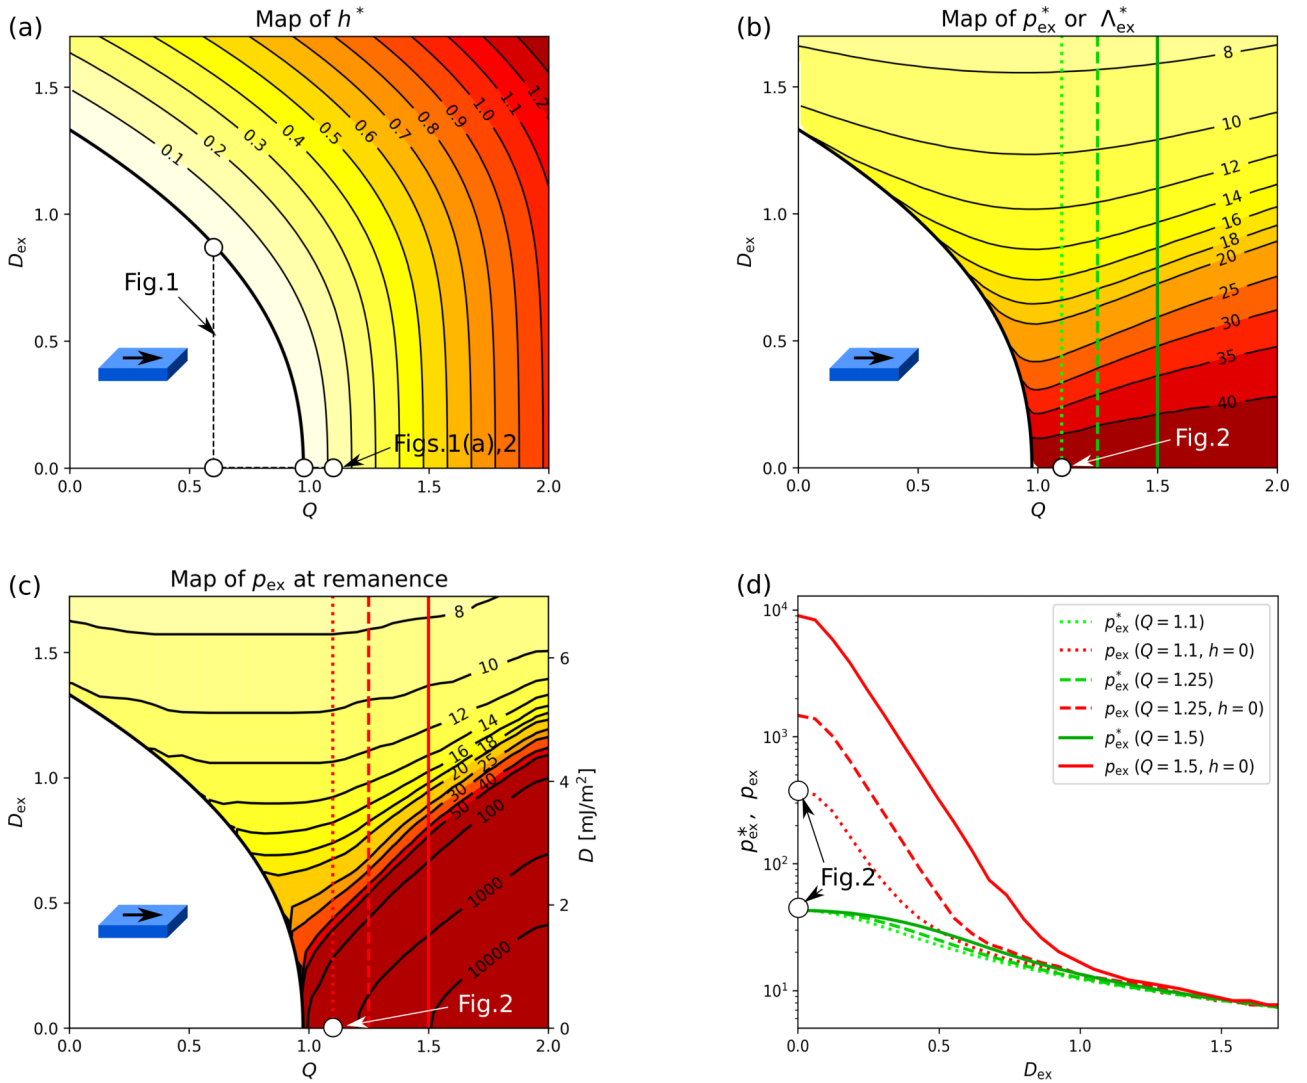 (a)
Map of h*
D_ex
1.5
1.0
0.5
0.0
0.0
0.5
1.0
1.5
2.0
Q
0.1
0.2
0.3
0.4
0.5
0.6
0.7
0.8
0.9
1.0
1.1
1.2
Fig.1
Figs.1(a),2
(b)
Map of p*_ex or Λ*_ex
D_ex
1.5
1.0
0.5
0.0
0.0
0.5
1.0
1.5
2.0
Q
8
10
12
14
16
18
20
25
30
35
40
Fig.2
(c)
Map of p_ex at remanence
D_ex
1.5
1.0
0.5
0.0
0.0
0.5
1.0
1.5
2.0
Q
8
10
12
14
16
18
20
25
30
40
50
100
1000
10000
Fig.2
6
4
2
0
D [mJ/m²]
(d)
p*_ex, p_ex
10⁴
10³
10²
10¹
0.0
0.5
1.0
1.5
D_ex
p*_ex (Q = 1.1)
p_ex (Q = 1.1, h = 0)
p*_ex (Q = 1.25)
p_ex (Q = 1.25, h = 0)
p*_ex (Q = 1.5)
p_ex (Q = 1.5, h = 0)
Fig.2